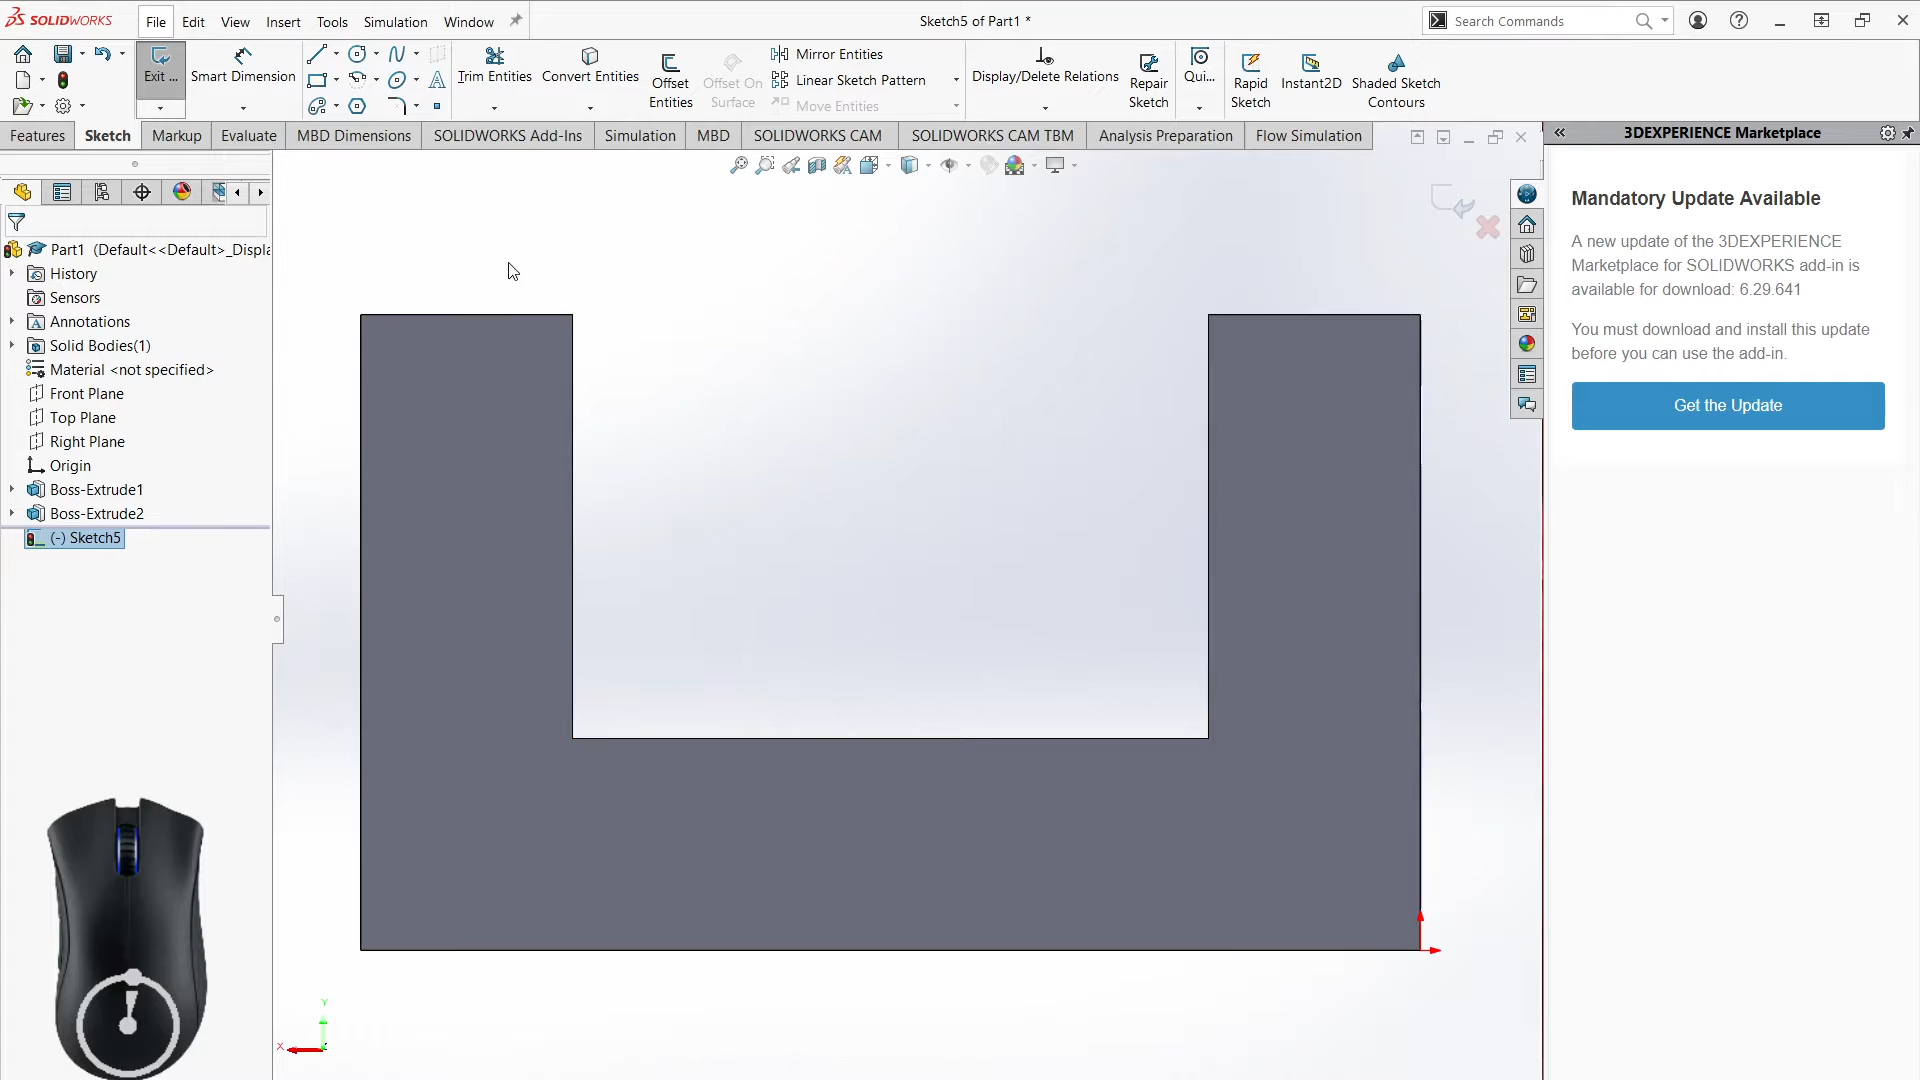 SOLIDWORKS
File Edit View Insert Tools Simulation Window
Sketch5 of Part1 *
Search Commands
Exit ...
Smart Dimension
Trim Entities
Convert Entities
Offset Entities
Offset On Surface
Mirror Entities
Linear Sketch Pattern
Move Entities
Display/Delete Relations
Repair Sketch
Qui...
Rapid Sketch
Instant2D
Shaded Sketch Contours
Features Sketch Markup Evaluate MBD Dimensions SOLIDWORKS Add-Ins Simulation MBD SOLIDWORKS CAM SOLIDWORKS CAM TBM Analysis Preparation Flow Simulation
3DEXPERIENCE Marketplace
Mandatory Update Available
A new update of the 3DEXPERIENCE
Marketplace for SOLIDWORKS add-in is
available for download: 6.29.641
You must download and install this update
before you can use the add-in.
Get the Update
Part1 (Default<<Default>_Displa
History
Sensors
Annotations
Solid Bodies(1)
Material <not specified>
Front Plane
Top Plane
Right Plane
Origin
Boss-Extrude1
Boss-Extrude2
(-) Sketch5
Y
X